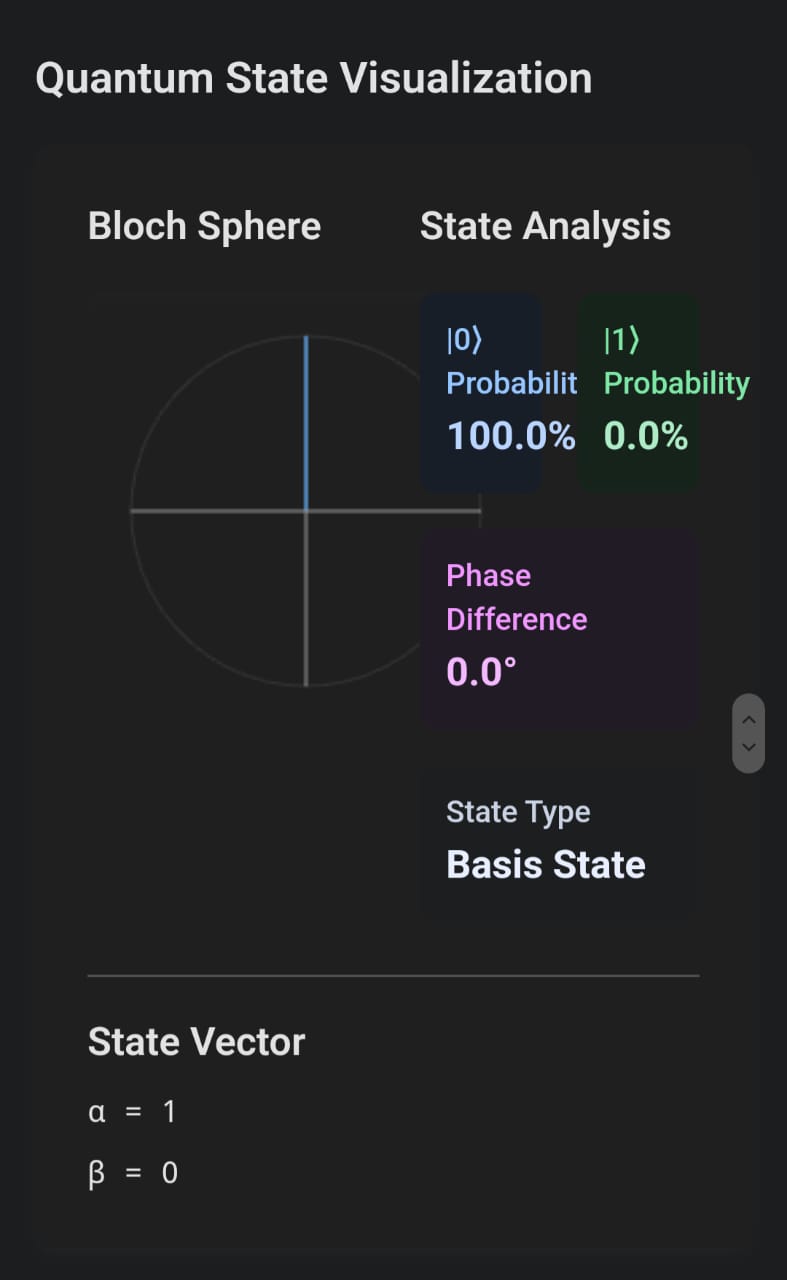 Quantum State Visualization
Bloch Sphere
State Analysis
|0⟩
Probabilit
100.0%
|1⟩
Probability
0.0%
Phase
Difference
0.0°
State Type
Basis State
State Vector
α = 1
β = 0